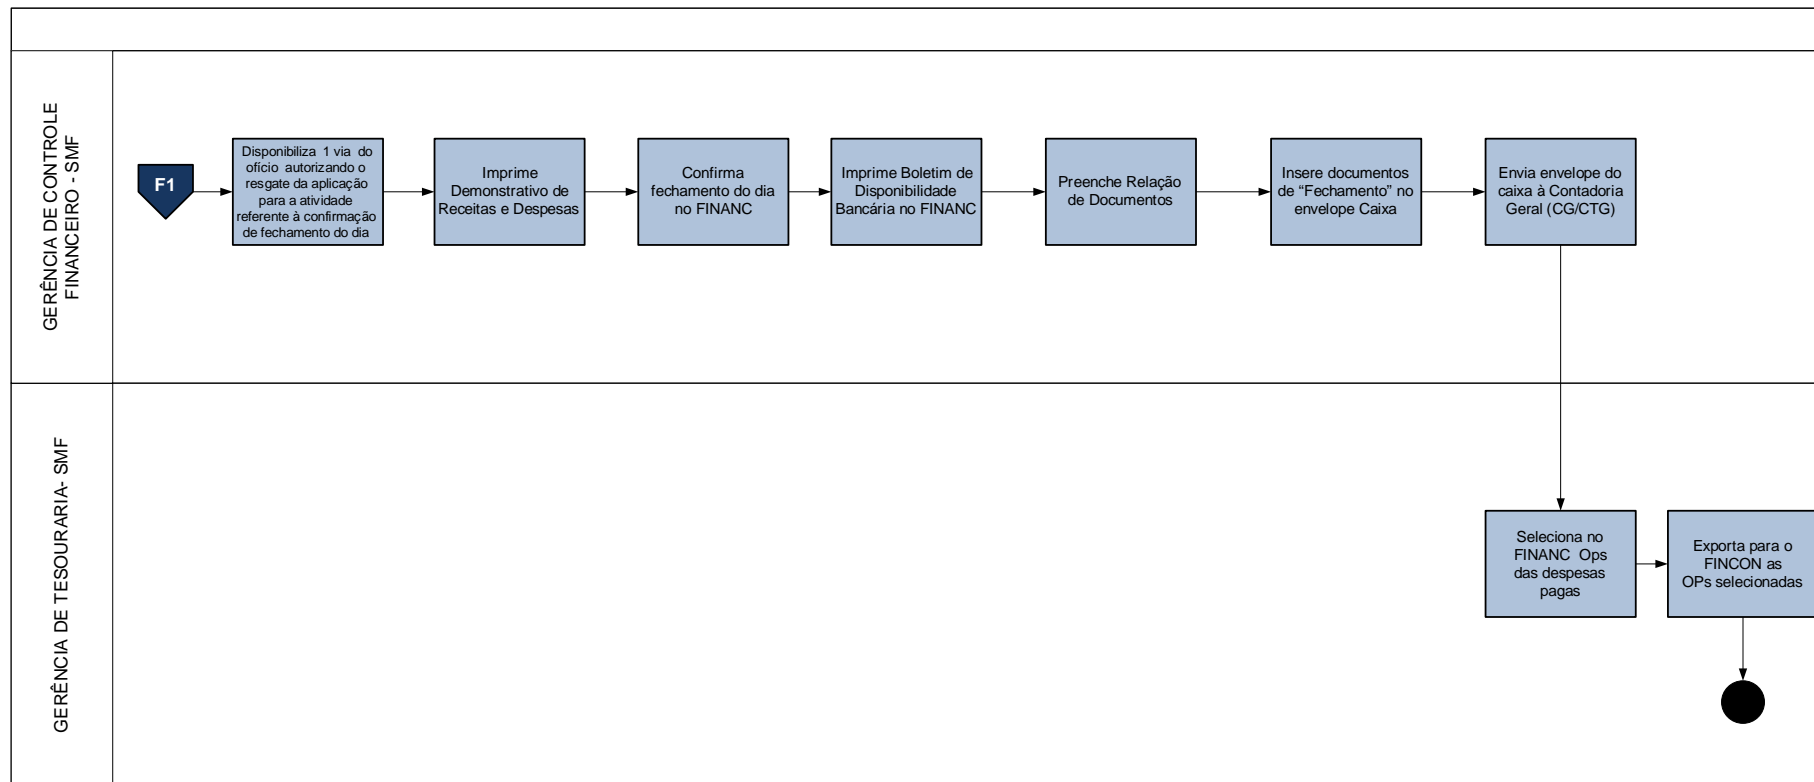 GERÊNCIA DE CONTROLE
FINANCEIRO - SMF
F1
Disponibiliza 1 via do
ofício autorizando o
resgate da aplicação
para a atividade
referente à confirmação
de fechamento do dia
Imprime
Demonstrativo de
Receitas e Despesas
Confirma
fechamento do dia
no FINANC
Imprime Boletim de
Disponibilidade
Bancária no FINANC
Preenche Relação
de Documentos
Insere documentos
de “Fechamento” no
envelope Caixa
Envia envelope do
caixa à Contadoria
Geral (CG/CTG)
GERÊNCIA DE TESOURARIA- SMF
Seleciona no
FINANC Ops
das despesas
pagas
Exporta para o
FINCON as
OPs selecionadas